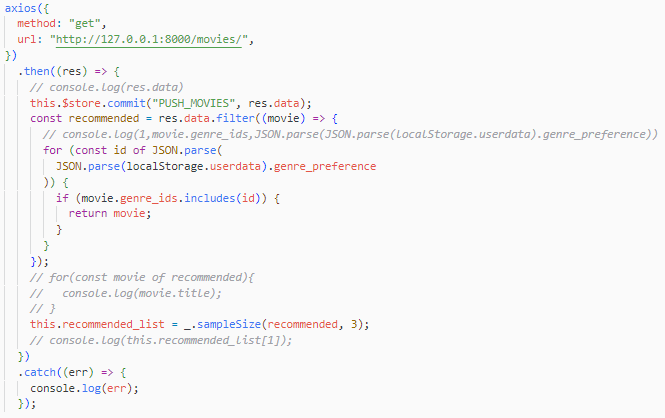 axios({
  method: "get",
  url: "http://127.0.0.1:8000/movies/",
})
  .then((res) => {
    // console.log(res.data)
    this.$store.commit("PUSH_MOVIES", res.data);
    const recommended = res.data.filter((movie) => {
      // console.log(1,movie.genre_ids,JSON.parse(JSON.parse(localStorage.userdata).genre_preference))
      for (const id of JSON.parse(
        JSON.parse(localStorage.userdata).genre_preference
      )) {
        if (movie.genre_ids.includes(id)) {
          return movie;
        }
      }
    });
    // for(const movie of recommended){
    //   console.log(movie.title);
    // }
    this.recommended_list = _.sampleSize(recommended, 3);
    // console.log(this.recommended_list[1]);
  })
  .catch((err) => {
    console.log(err);
  });